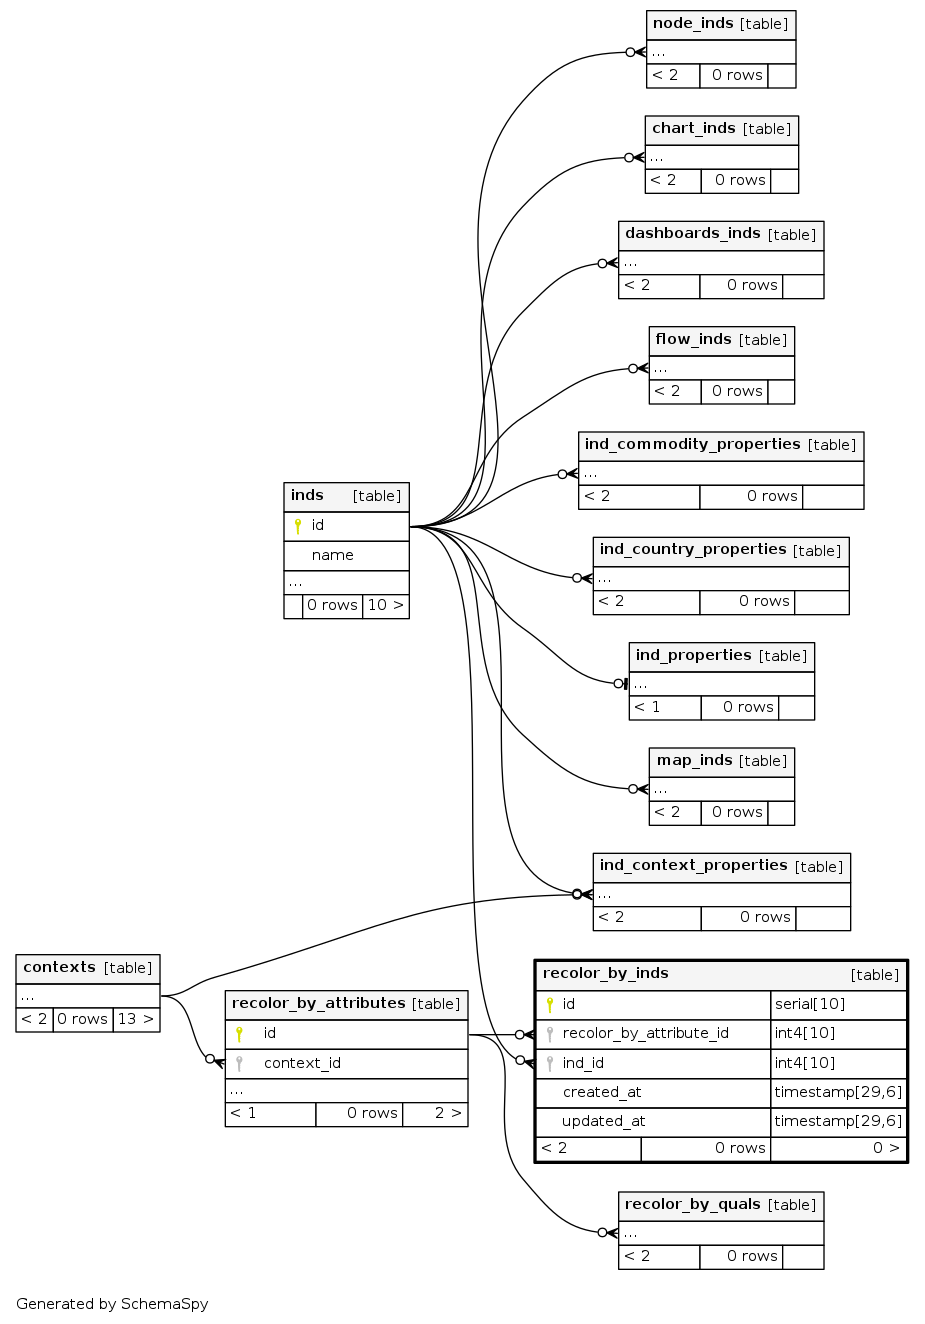 node_inds [table]
...
< 2 0 rows
chart_inds [table]
...
< 2 0 rows
dashboards_inds [table]
...
< 2 0 rows
flow_inds [table]
...
< 2 0 rows
ind_commodity_properties [table]
...
< 2 0 rows
inds [table]
id
name
...
0 rows 10 >
ind_country_properties [table]
...
< 2 0 rows
ind_properties [table]
...
< 1 0 rows
map_inds [table]
...
< 2 0 rows
ind_context_properties [table]
...
< 2 0 rows
contexts [table]
...
< 2 0 rows 13 >
recolor_by_attributes [table]
id
context_id
...
< 1 0 rows 2 >
recolor_by_inds [table]
id serial[10]
recolor_by_attribute_id int4[10]
ind_id int4[10]
created_at timestamp[29,6]
updated_at timestamp[29,6]
< 2 0 rows 0 >
recolor_by_quals [table]
...
< 2 0 rows
Generated by SchemaSpy